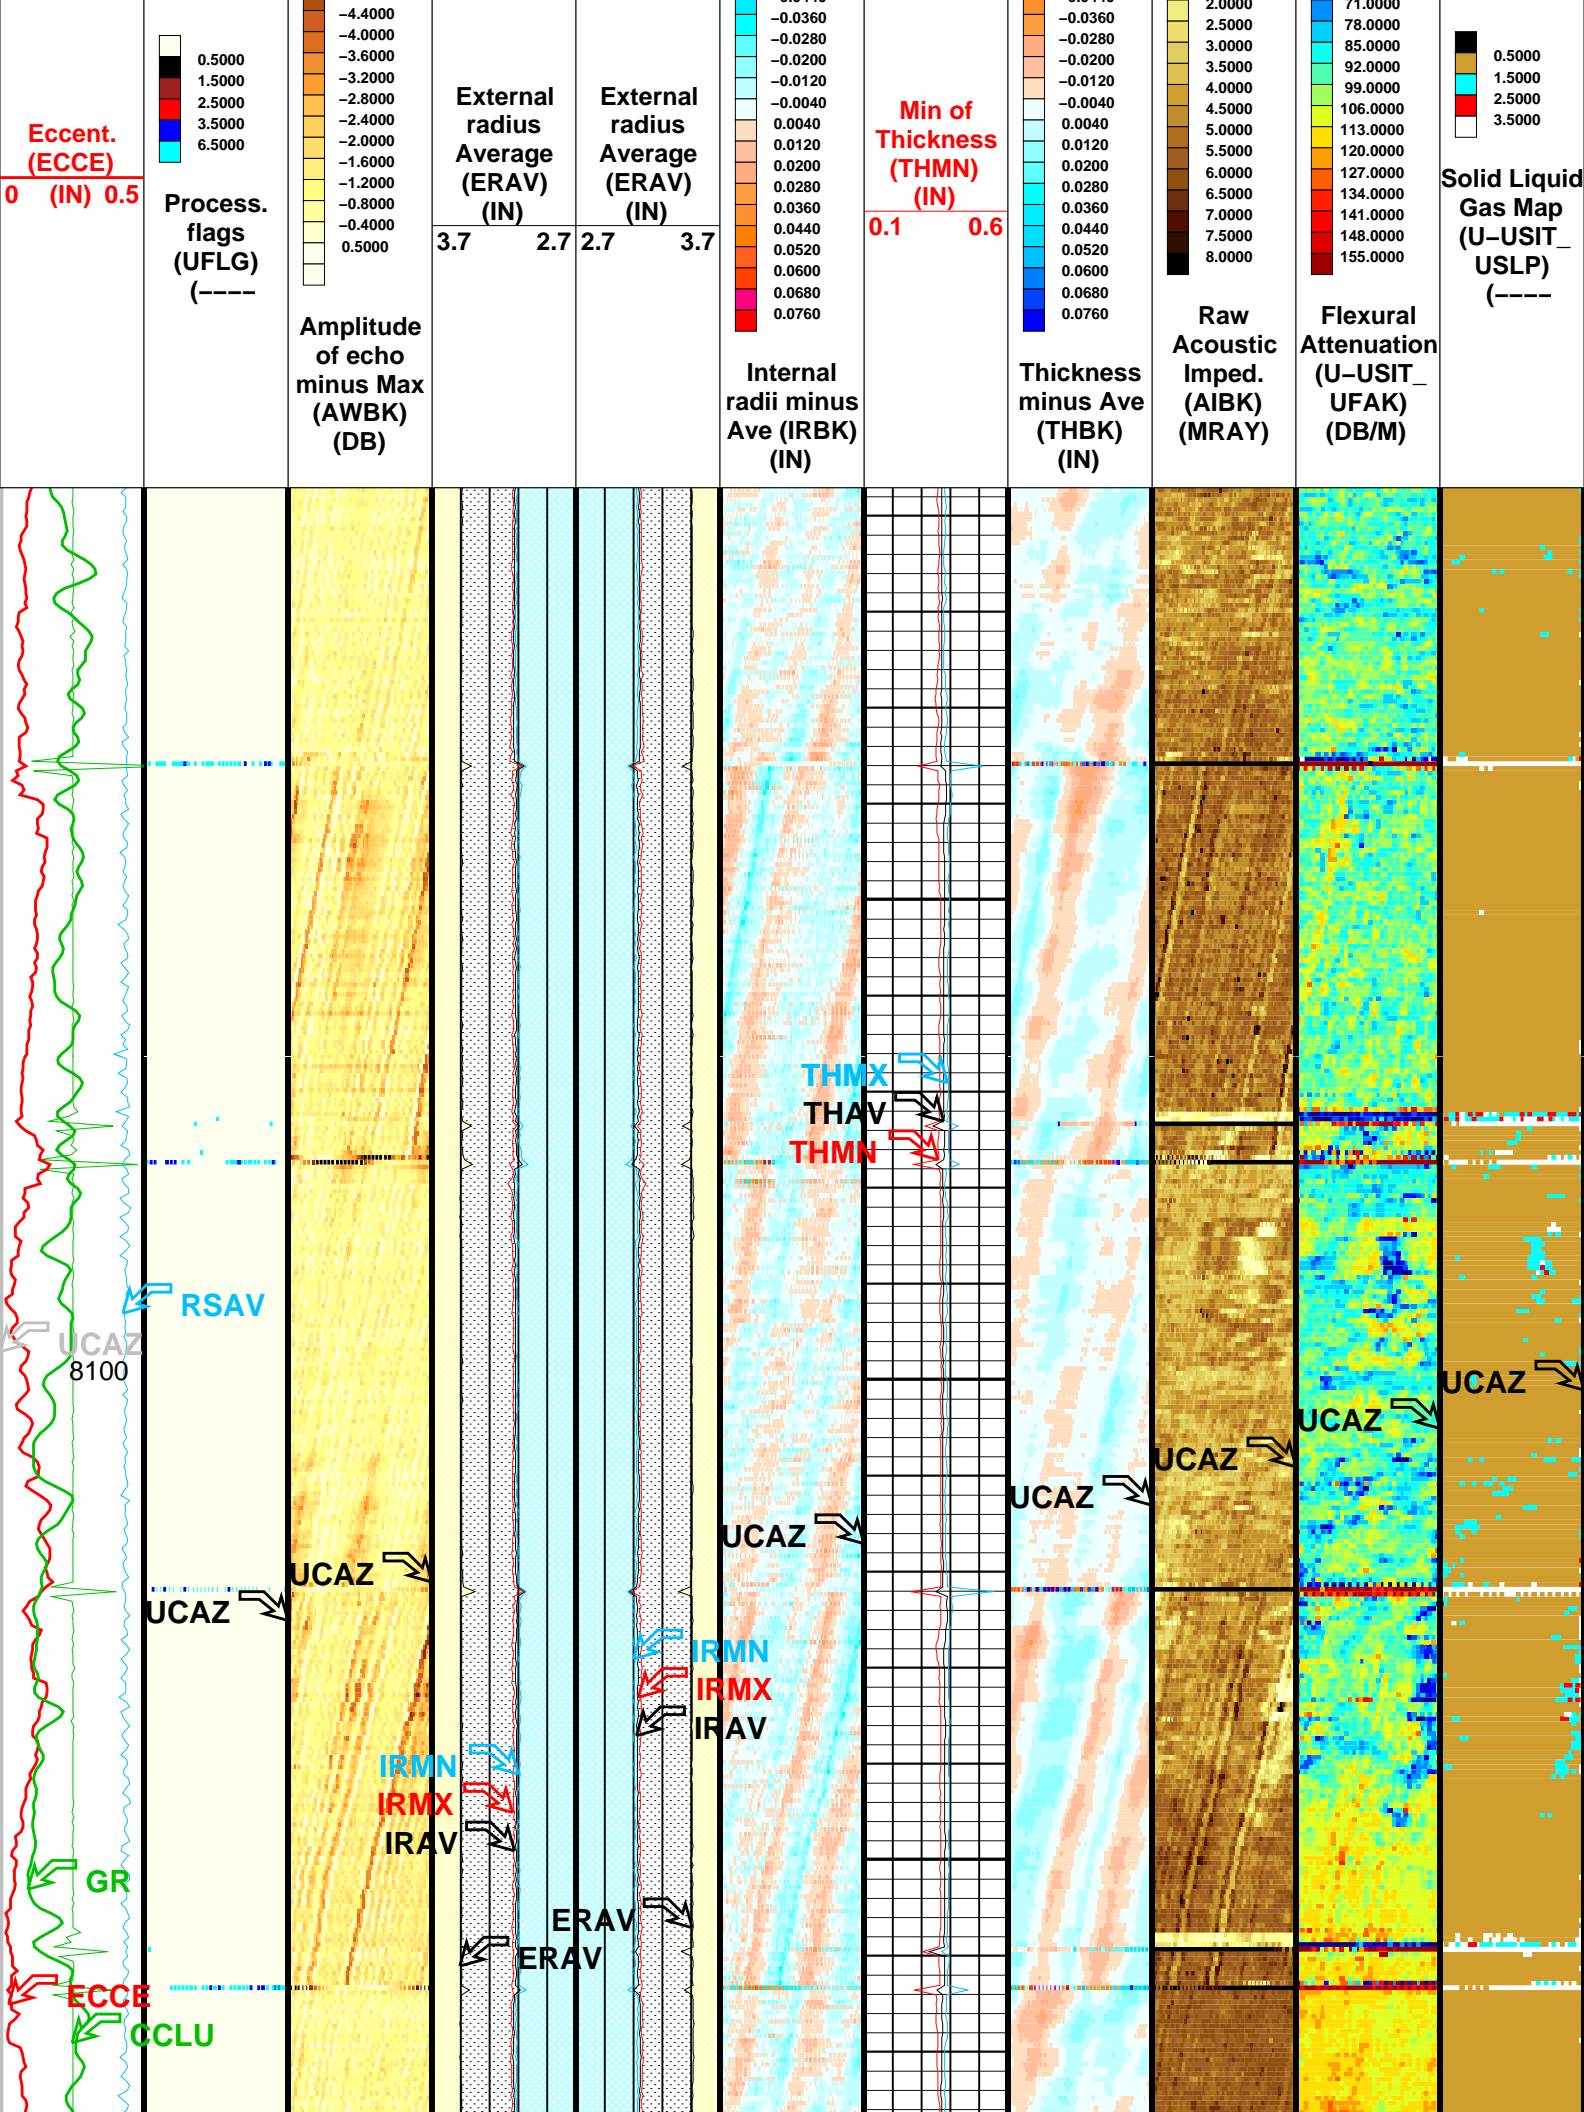 Eccent.
(ECCE)
0 (IN) 0.5
0.5000
1.5000
2.5000
3.5000
6.5000
Process.
flags
(UFLG)
(----
-4.4000
-4.0000
-3.6000
-3.2000
-2.8000
-2.4000
-2.0000
-1.6000
-1.2000
-0.8000
-0.4000
0.5000
Amplitude
of echo
minus Max
(AWBK)
(DB)
External
radius
Average
(ERAV)
(IN)
3.7 2.7
External
radius
Average
(ERAV)
(IN)
2.7 3.7
-0.0360
-0.0280
-0.0200
-0.0120
-0.0040
0.0040
0.0120
0.0200
0.0280
0.0360
0.0440
0.0520
0.0600
0.0680
0.0760
Internal
radii minus
Ave (IRBK)
(IN)
Min of
Thickness
(THMN)
(IN)
0.1 0.6
-0.0360
-0.0280
-0.0200
-0.0120
-0.0040
0.0040
0.0120
0.0200
0.0280
0.0360
0.0440
0.0520
0.0600
0.0680
0.0760
Thickness
minus Ave
(THBK)
(IN)
2.0000
2.5000
3.0000
3.5000
4.0000
4.5000
5.0000
5.5000
6.0000
6.5000
7.0000
7.5000
8.0000
Raw
Acoustic
Imped.
(AIBK)
(MRAY)
71.0000
78.0000
85.0000
92.0000
99.0000
106.0000
113.0000
120.0000
127.0000
134.0000
141.0000
148.0000
155.0000
Flexural
Attenuation
(U-USIT_
UFAK)
(DB/M)
0.5000
1.5000
2.5000
3.5000
Solid Liquid
Gas Map
(U-USIT_
USLP)
(----
THMX
THAV
THMN
RSAV
UCAZ
8100
UCAZ
UCAZ
UCAZ
UCAZ
UCAZ
UCAZ
UCAZ
IRMN
IRMX
IRAV
IRMN
IRMX
IRAV
GR
ERAV
ERAV
ECCE
CCLU